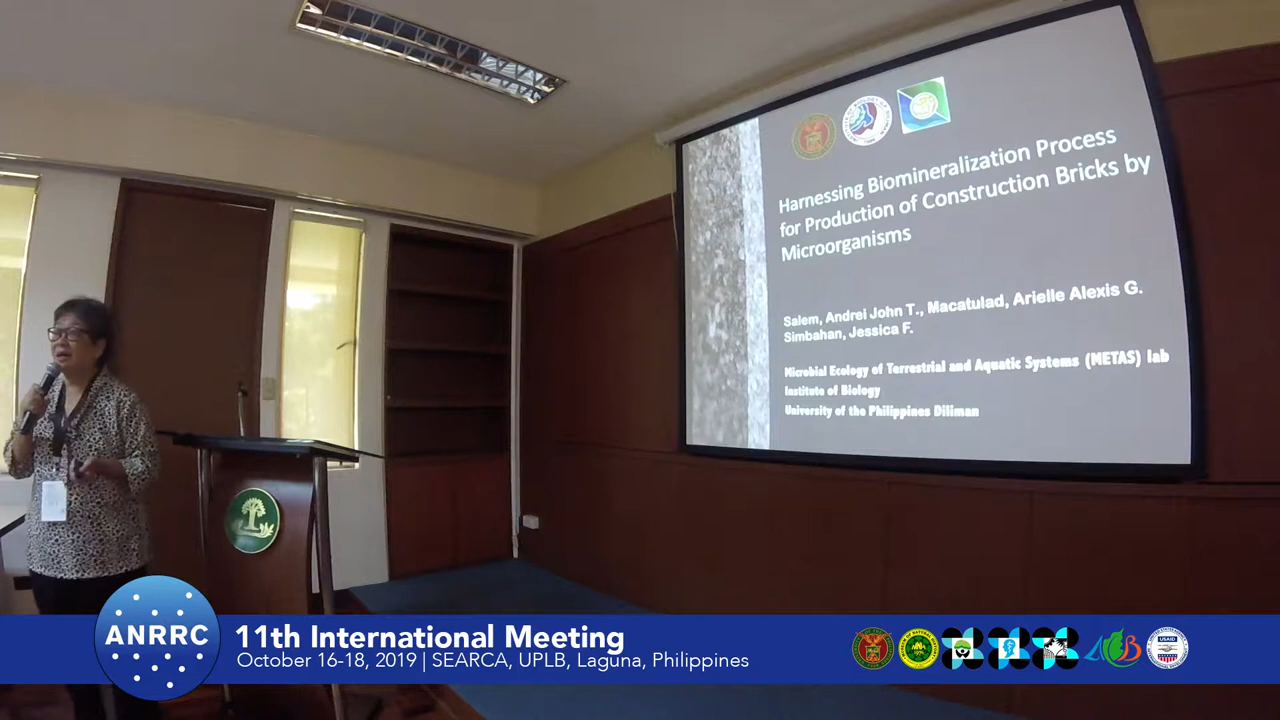 Harnessing Biomineralization Process
for Production of Construction Bricks by
Microorganisms
Salem, Andrei John T., Macatulad, Arielle Alexis G.
Simbahan, Jessica F.
Microbial Ecology of Terrestrial and Aquatic Systems (METAS) lab
Institute of Biology
University of the Philippines Diliman
ANRRC
11th International Meeting
October 16-18, 2019 | SEARCA, UPLB, Laguna, Philippines
USAID